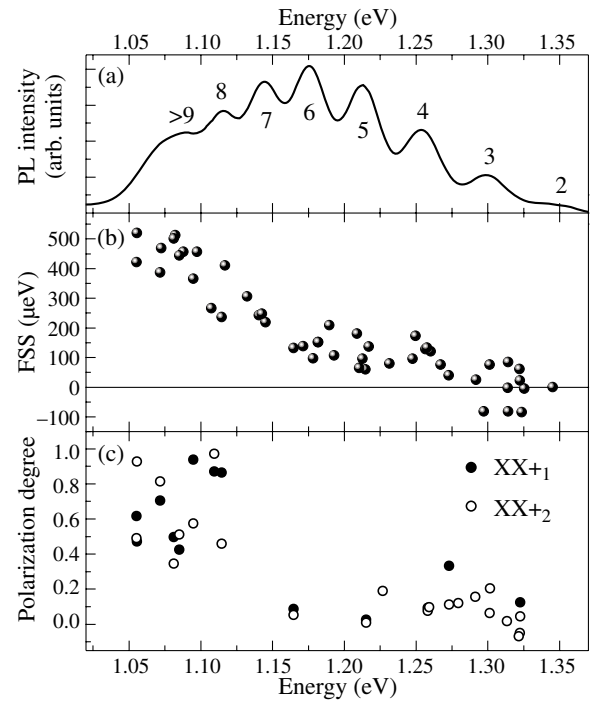 Energy (eV)
1.05 1.10 1.15 1.20 1.25 1.30 1.35
(a)
PL intensity
(arb. units)
>9
8
7
6
5
4
3
2
(b)
FSS (μeV)
500
400
300
200
100
0
−100
(c)
Polarization degree
1.0
0.8
0.6
0.4
0.2
0.0
XX+1
XX+2
1.05 1.10 1.15 1.20 1.25 1.30 1.35
Energy (eV)